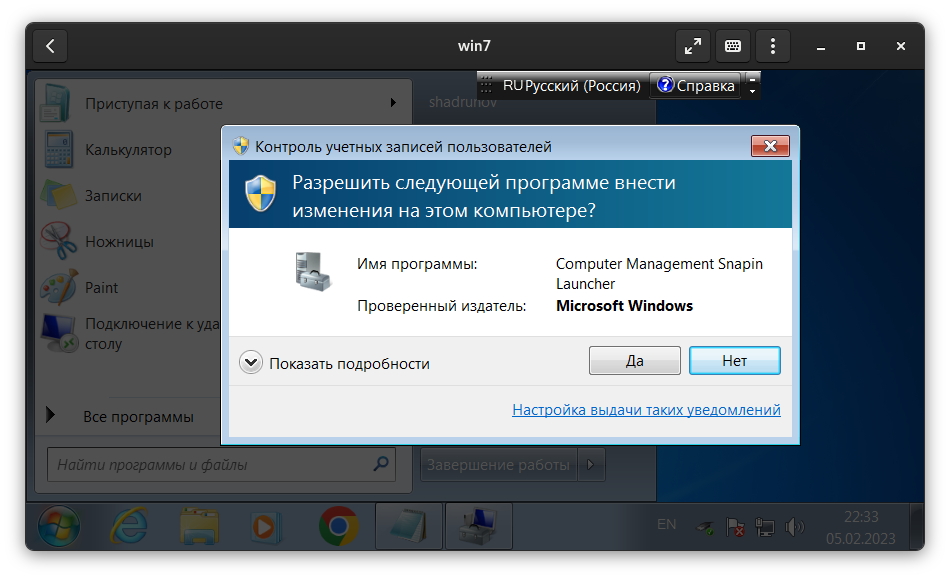 win7
RU Русский (Россия) Справка
Приступая к работе
shadrunov
Калькулятор
Записки
Ножницы
Paint
Подключение к уда
столу
Все программы
Найти программы и файлы
Завершение работы
Контроль учетных записей пользователей
Разрешить следующей программе внести
изменения на этом компьютере?
Имя программы: Computer Management Snapin
Launcher
Проверенный издатель: Microsoft Windows
Показать подробности
Да
Нет
Настройка выдачи таких уведомлений
EN
22:33
05.02.2023